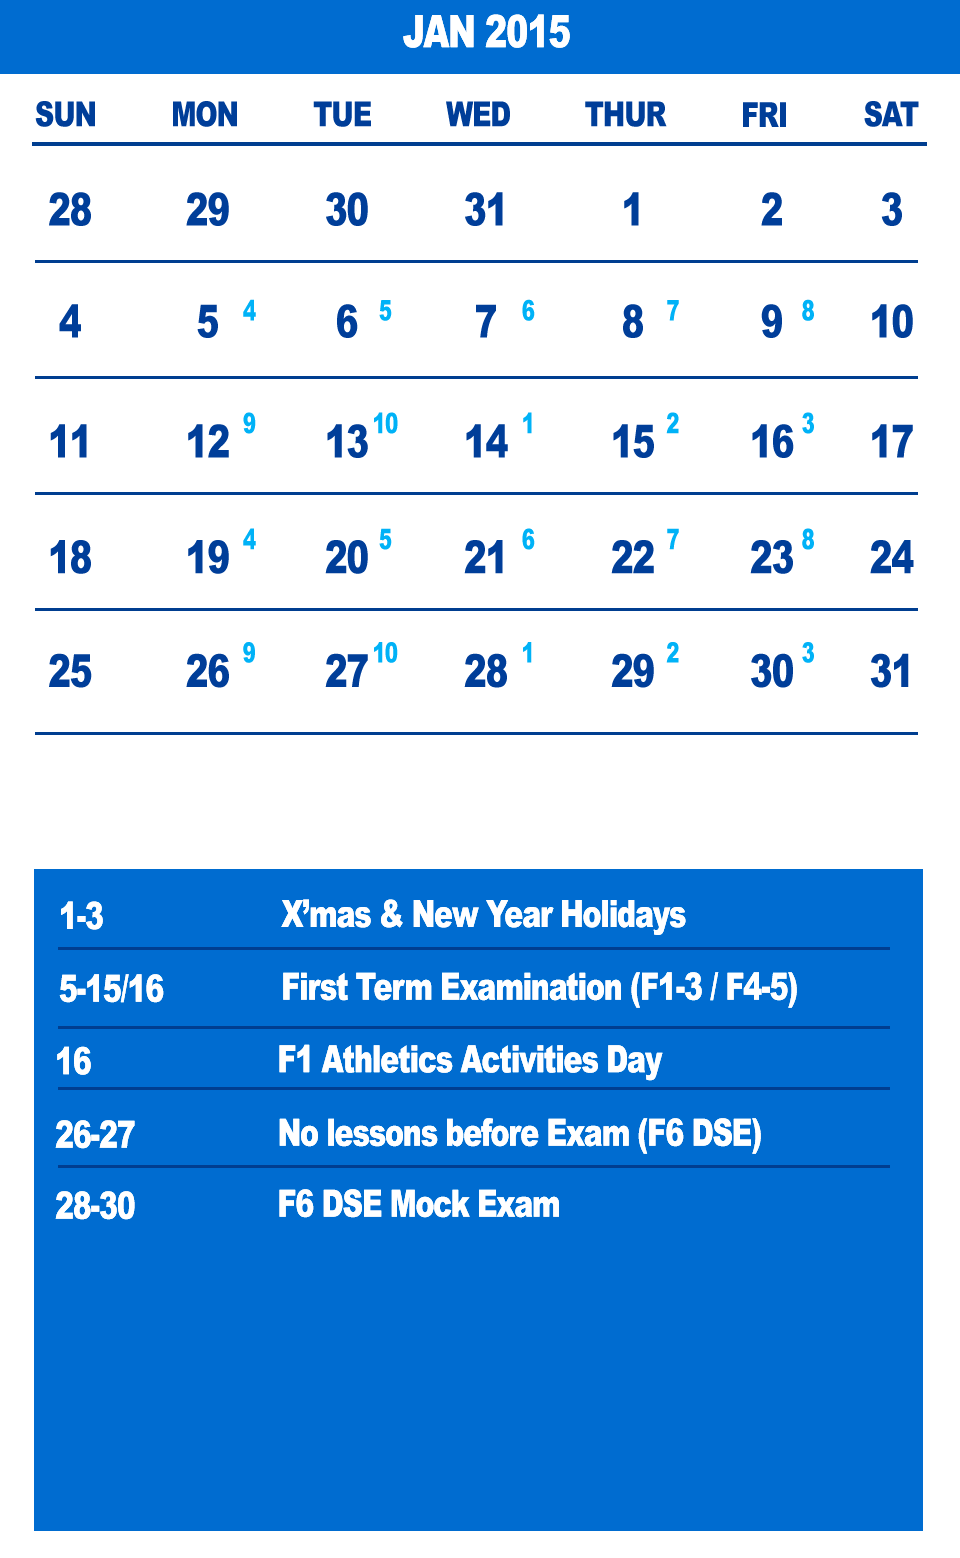 JAN 2015
SUN MON TUE WED THUR FRI SAT
28 29 30 31 1 2 3
4 5 4 6 5 7 6 8 7 9 8 10
11 12 9 13 10 14 1 15 2 16 3 17
18 19 4 20 5 21 6 22 7 23 8 24
25 26 9 27 10 28 1 29 2 30 3 31
1-3 X’mas & New Year Holidays
5-15/16 First Term Examination (F1-3 / F4-5)
16 F1 Athletics Activities Day
26-27 No lessons before Exam (F6 DSE)
28-30 F6 DSE Mock Exam